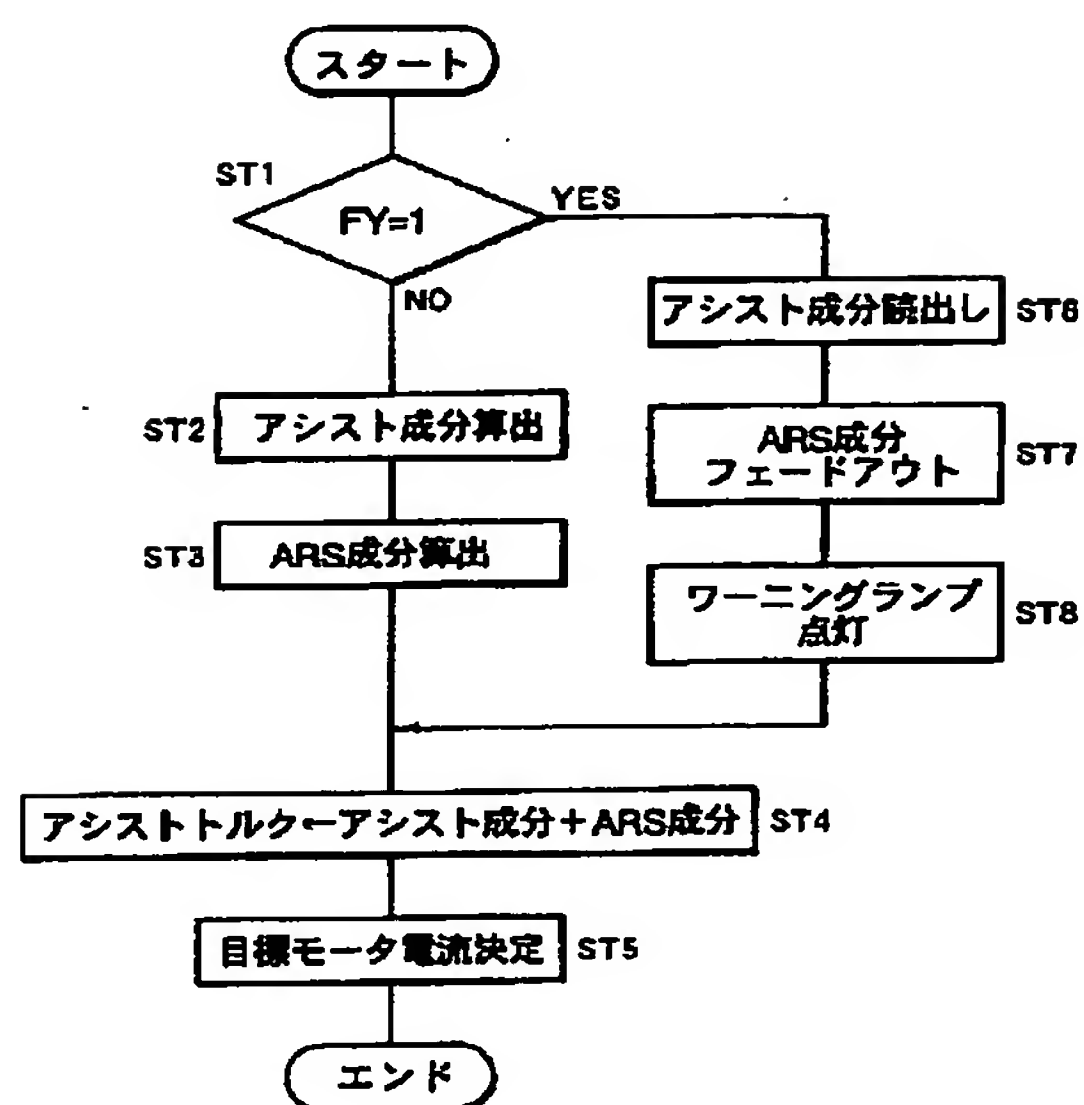 スタート
ST1
FY=1
YES
NO
アシスト成分読出し
ST6
ST2
アシスト成分算出
ARS成分
フェードアウト
ST7
ST3
ARS成分算出
ワーニングランプ
点灯
ST8
アシストトルク←アシスト成分+ARS成分
ST4
目標モータ電流決定
ST5
エンド